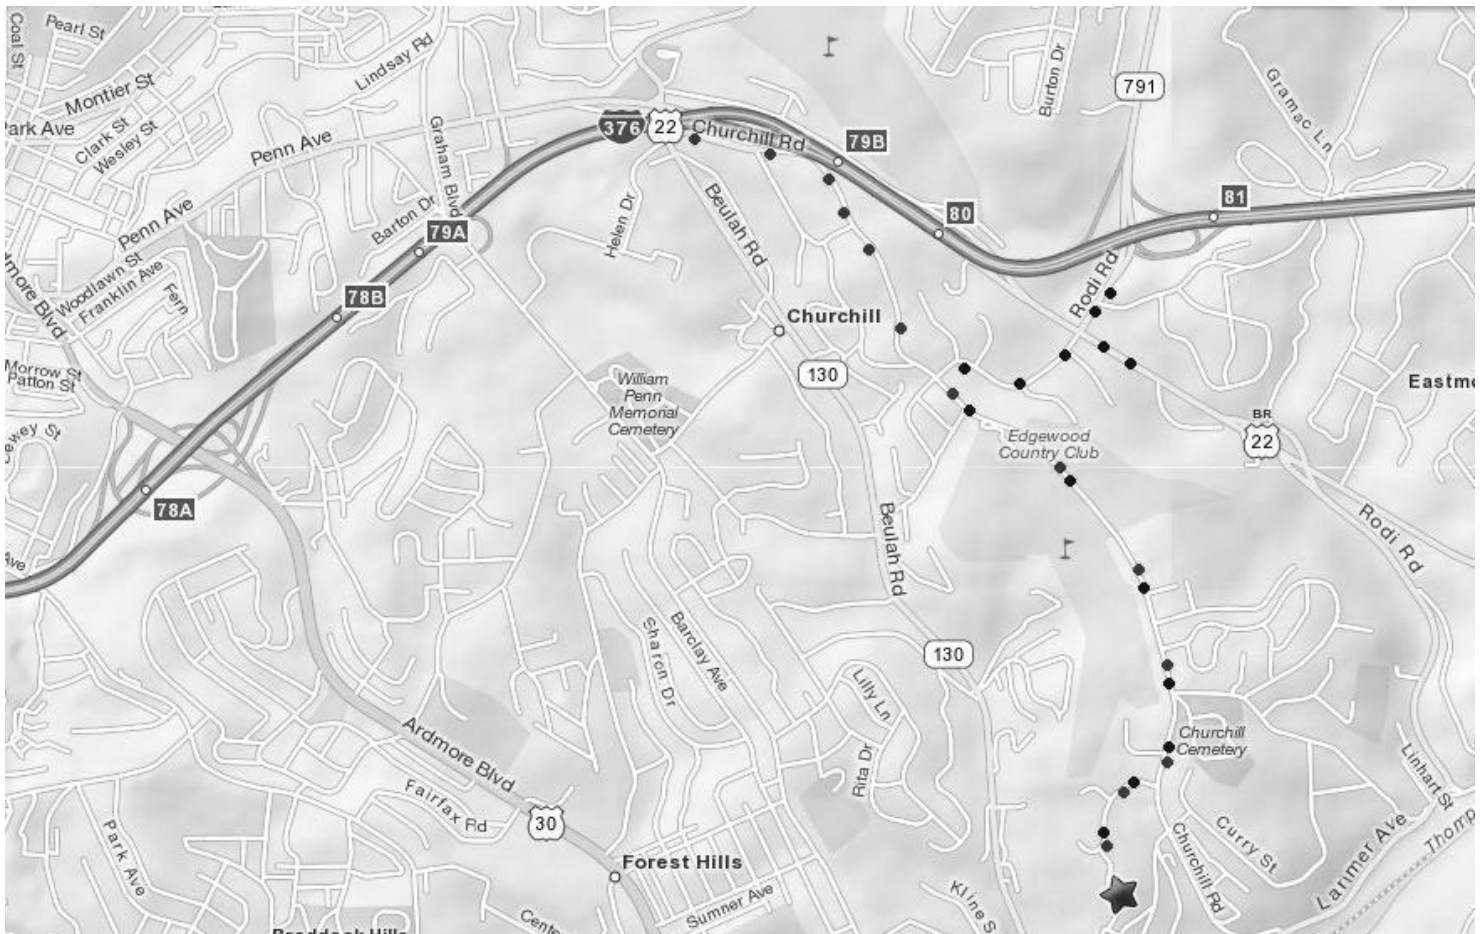 Coal St
Pearl St
Lindsay Rd
Burton Dr
791
Gramac Ln
Montier St
Park Ave
Clark St
Wesley St
Penn Ave
Graham Blvd
376
22
Churchill Rd
79B
80
81
Penn Ave
Barton Dr
79A
Helen Dr
Beulah Rd
Woodlawn St
Franklin Ave
Fern
78B
Rodi Rd
Churchill
130
Morrow St
Patton St
William
Penn
Memorial
Cemetery
Eastmo
BR
22
Edgewood
Country Club
78A
Ave
Beulah Rd
Rodi Rd
Sharon Dr
Barclay Ave
130
Lilly Ln
Rita Dr
Ardmore Blvd
Churchill
Cemetery
Linhart St
Fairfax Rd
30
Park Ave
Forest Hills
Curry St
Churchill Rd
Larimer Ave
Thomp
Sumner Ave
Kline S
Cente